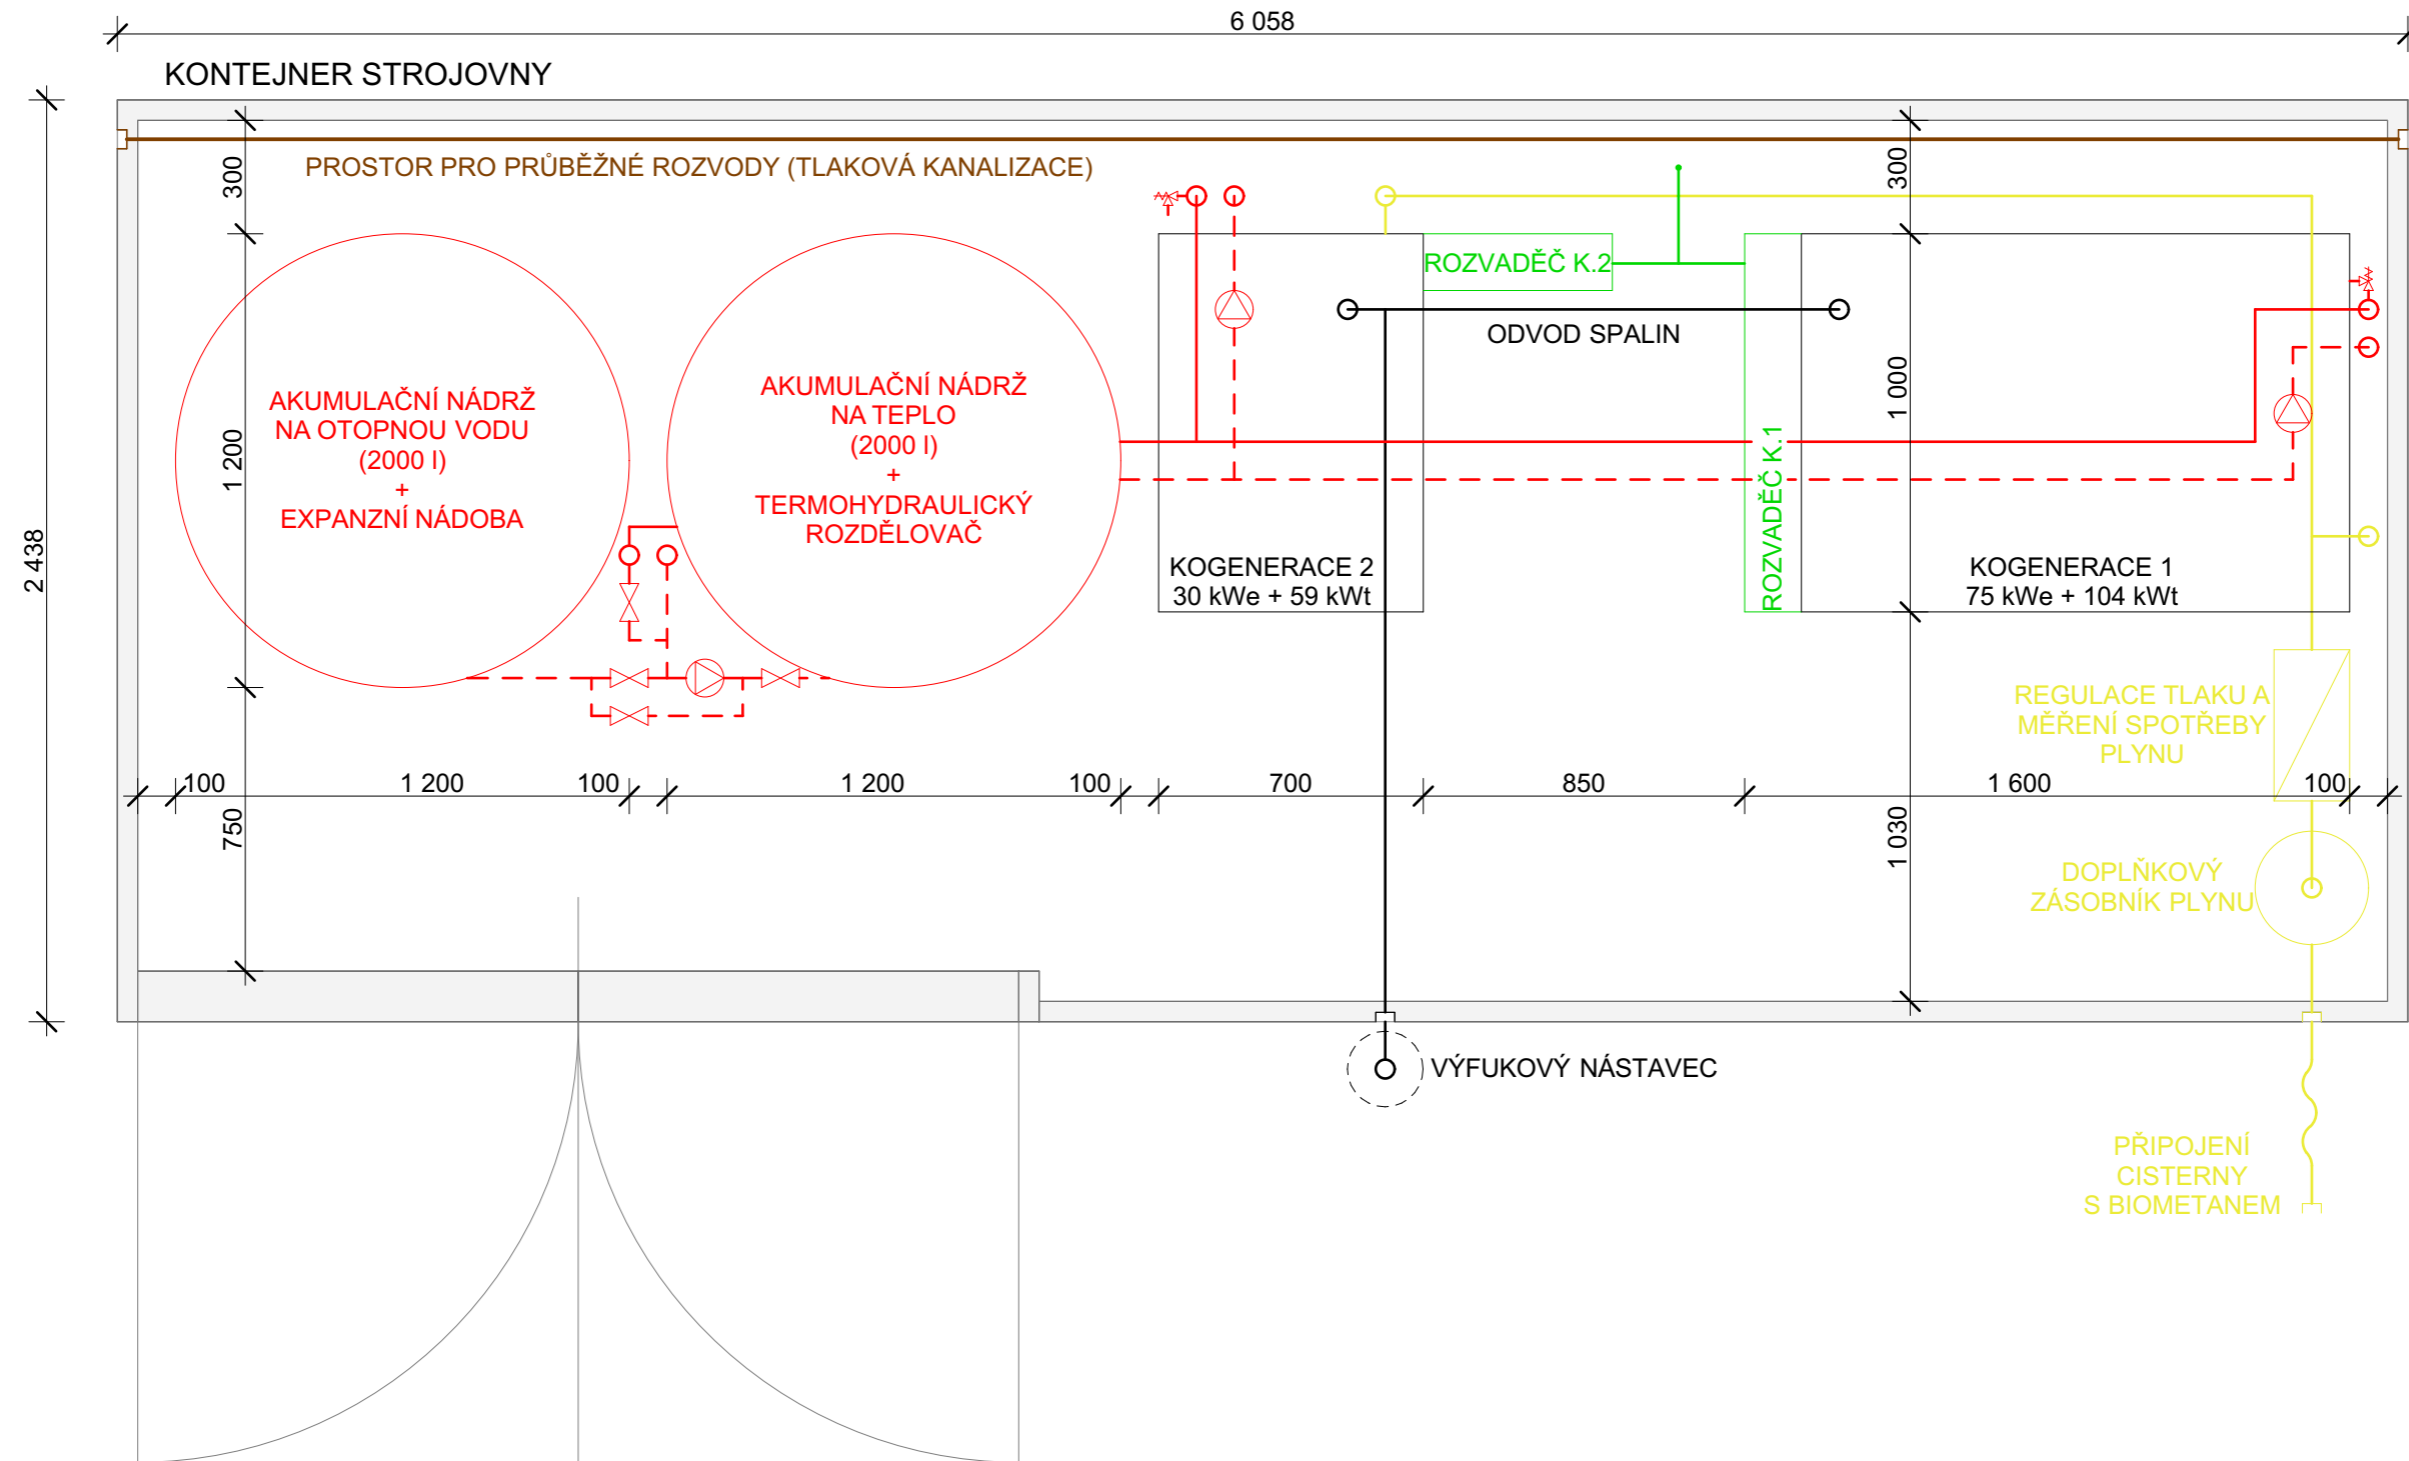 6 058
KONTEJNER STROJOVNY
PROSTOR PRO PRŮBĚŽNÉ ROZVODY (TLAKOVÁ KANALIZACE)
300
300
ROZVADĚČ K.2
ODVOD SPALIN
AKUMULAČNÍ NÁDRŽ
NA OTOPNOU VODU
(2000 l)
+
EXPANZNÍ NÁDOBA
AKUMULAČNÍ NÁDRŽ
NA TEPLO
(2000 l)
+
TERMOHYDRAULICKÝ
ROZDĚLOVAČ
1 200
1 000
ROZVADĚČ K.1
2 438
KOGENERACE 2
30 kWe + 59 kWt
KOGENERACE 1
75 kWe + 104 kWt
REGULACE TLAKU A
MĚŘENÍ SPOTŘEBY
PLYNU
100
1 200
100
1 200
100
700
850
1 600
100
750
1 030
DOPLŇKOVÝ
ZÁSOBNÍK PLYNU
VÝFUKOVÝ NÁSTAVEC
PŘIPOJENÍ
CISTERNY
S BIOMETANEM